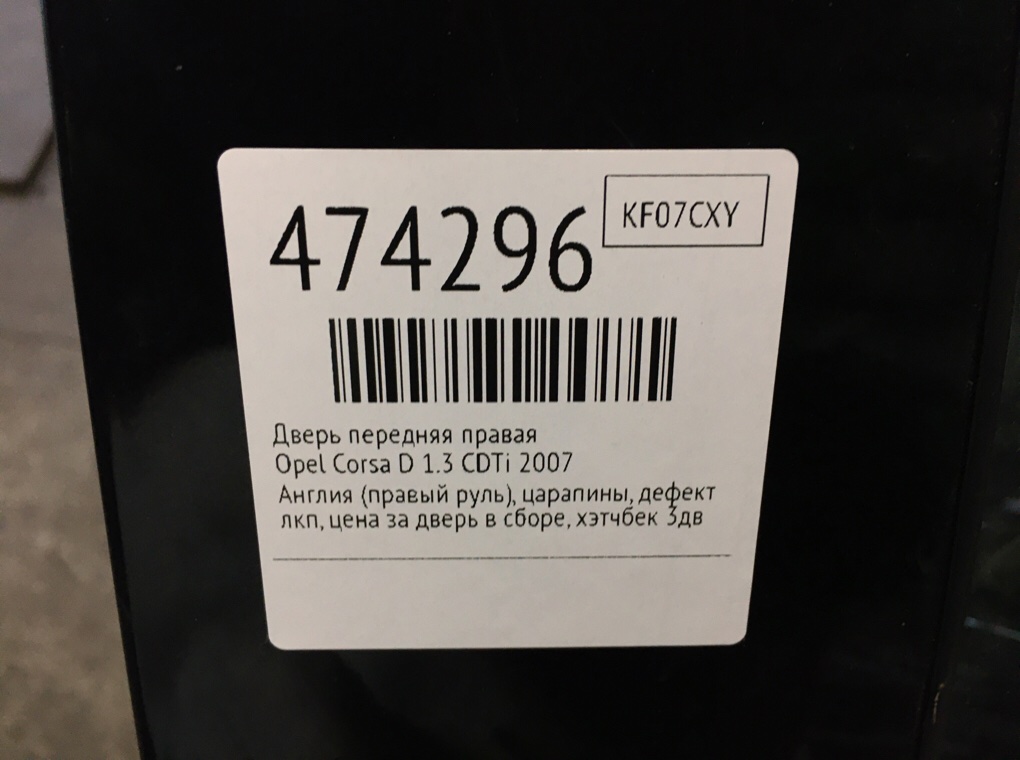 474296
KF07CXY
Дверь передняя правая
Opel Corsa D 1.3 CDTi 2007
Англия (правый руль), царапины, дефект
лкп, цена за дверь в сборе, хэтчбек 3дв